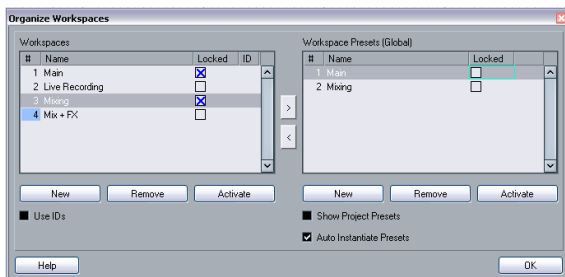 Organize Workspaces
Workspaces
# Name Locked ID
1 Main
2 Live Recording
3 Mixing
4 Mix + FX
New Remove Activate
Use IDs
Workspace Presets (Global)
# Name Locked
1 Main
2 Mixing
New Remove Activate
Show Project Presets
Auto Instantiate Presets
> 
<
Help OK